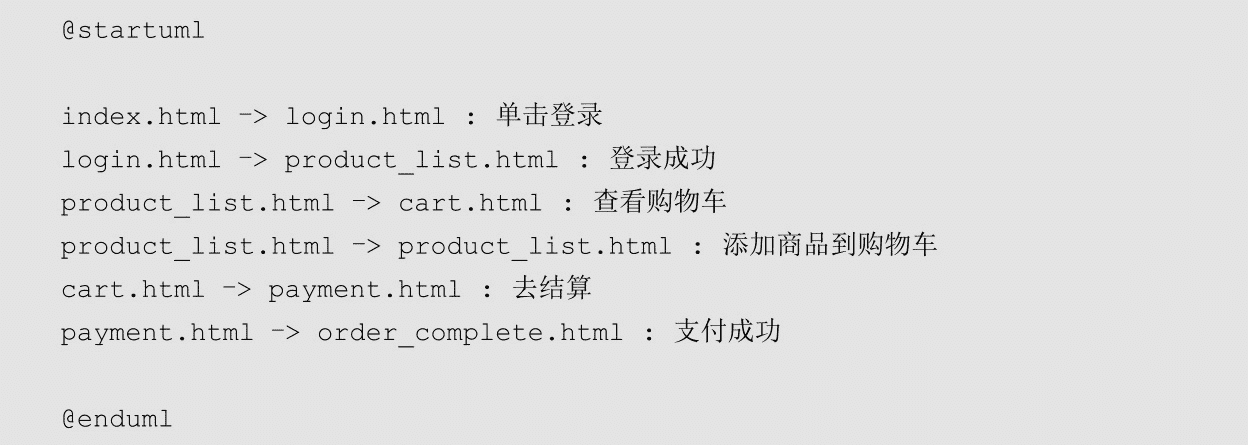 @startuml
index.html -> login.html : 单击登录
login.html -> product_list.html : 登录成功
product_list.html -> cart.html : 查看购物车
product_list.html -> product_list.html : 添加商品到购物车
cart.html -> payment.html : 去结算
payment.html -> order_complete.html : 支付成功
@enduml